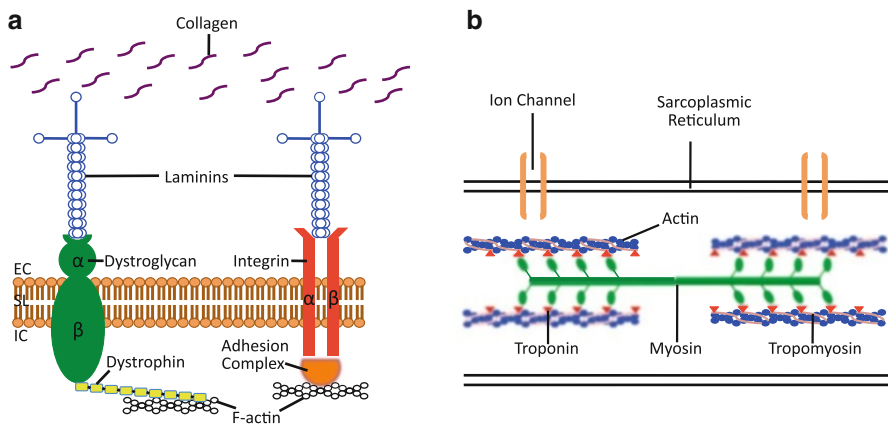 a
Collagen
Laminins
α
Dystroglycan
Integrin
EC
SL
IC
α
β
β
Adhesion
Complex
Dystrophin
F-actin
b
Ion Channel
Sarcoplasmic
Reticulum
Actin
Troponin
Myosin
Tropomyosin